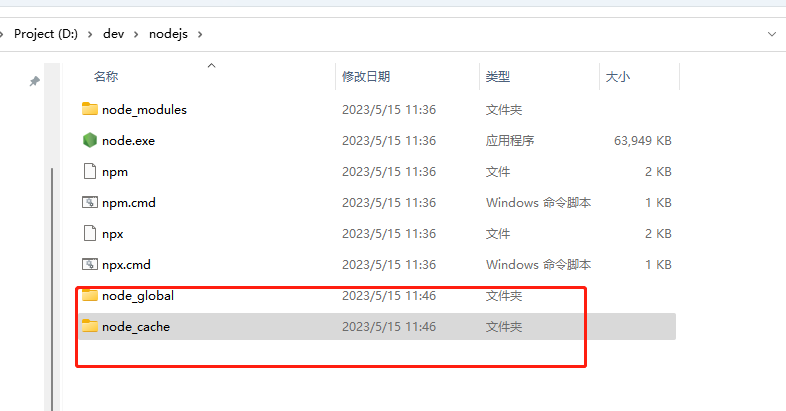 Project (D:) > dev > nodejs >
名称 修改日期 类型 大小
node_modules 2023/5/15 11:36 文件夹
node.exe 2023/5/15 11:36 应用程序 63,949 KB
npm 2023/5/15 11:36 文件 2 KB
npm.cmd 2023/5/15 11:36 Windows 命令脚本 1 KB
npx 2023/5/15 11:36 文件 2 KB
npx.cmd 2023/5/15 11:36 Windows 命令脚本 1 KB
node_global 2023/5/15 11:46 文件夹
node_cache 2023/5/15 11:46 文件夹